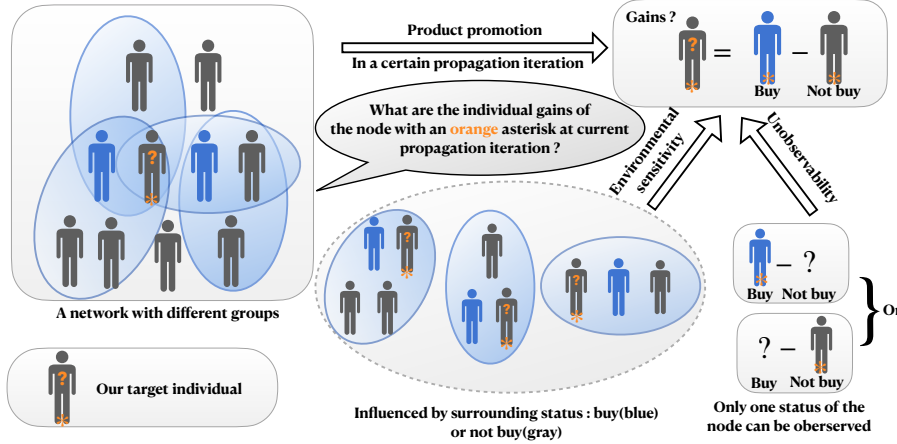 Product promotion
In a certain propagation iteration
Gains ?
?
=
–
Buy
Not buy
What are the individual gains of
the node with an orange asterisk at current
propagation iteration ?
?
*
Environmental
sensitivity
Unobservability
A network with different groups
?
*
?
*
?
*
– ?
*
Buy Not buy
? –
*
Buy Not buy
}
Or
?
*
Our target individual
Influenced by surrounding status : buy(blue)
or not buy(gray)
Only one status of the
node can be oberserved